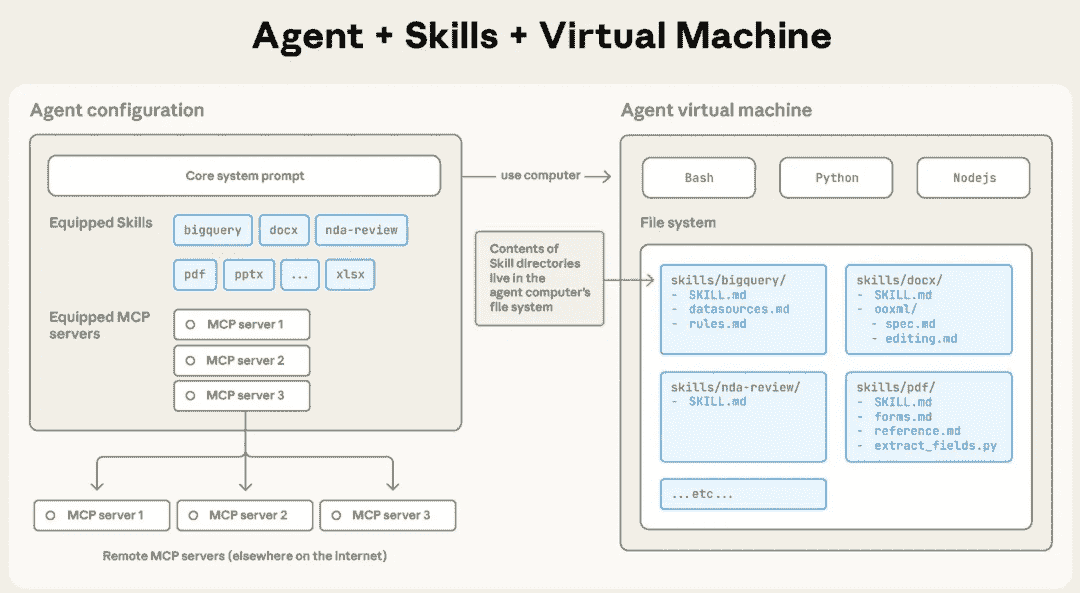 Agent + Skills + Virtual Machine
Agent configuration
Core system prompt
Equipped Skills
bigquery
docx
nda-review
pdf
pptx
...
xlsx
Equipped MCP
servers
MCP server 1
MCP server 2
MCP server 3
MCP server 1
MCP server 2
MCP server 3
Remote MCP servers (elsewhere on the internet)
use computer
Contents of
Skill directories
live in the
agent computer's
file system
Agent virtual machine
Bash
Python
Nodejs
File system
skills/bigquery/
- SKILL.md
- datasources.md
- rules.md
skills/docx/
- SKILL.md
- ooxml/
- spec.md
- editing.md
skills/nda-review/
- SKILL.md
skills/pdf/
- SKILL.md
- forms.md
- reference.md
- extract_fields.py
...etc...